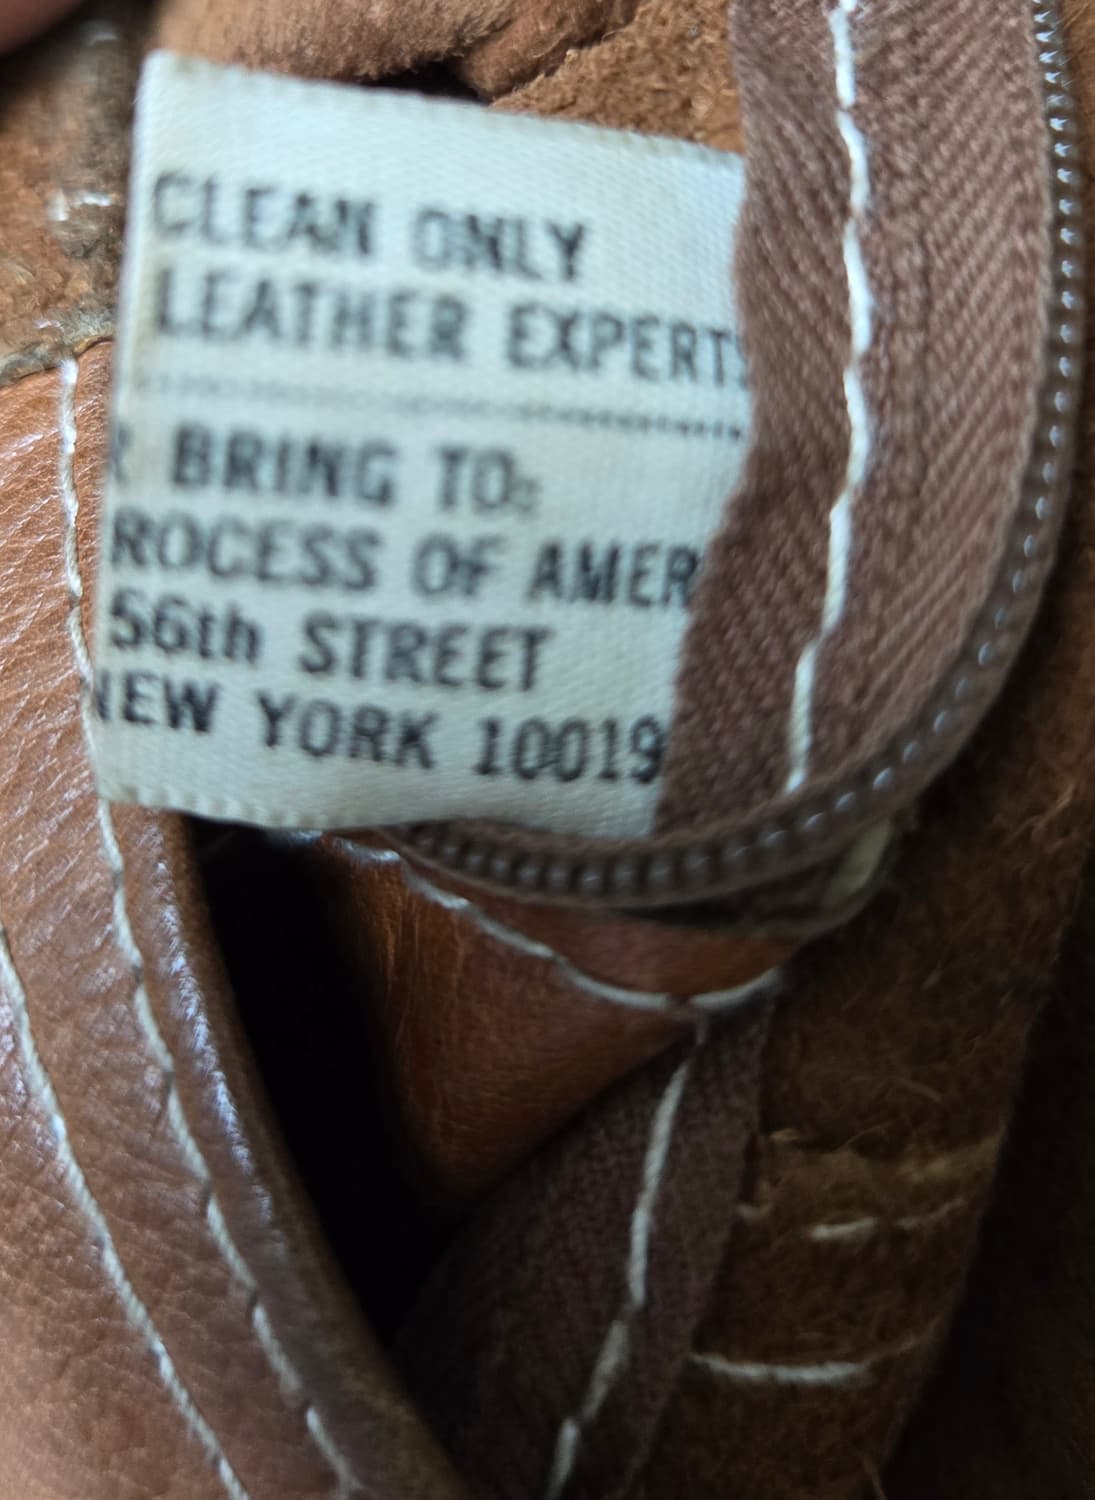 CLEAN ONLY
LEATHER EXPERTS
R BRING TO:
ROCESS OF AMER
56th STREET
NEW YORK 10019